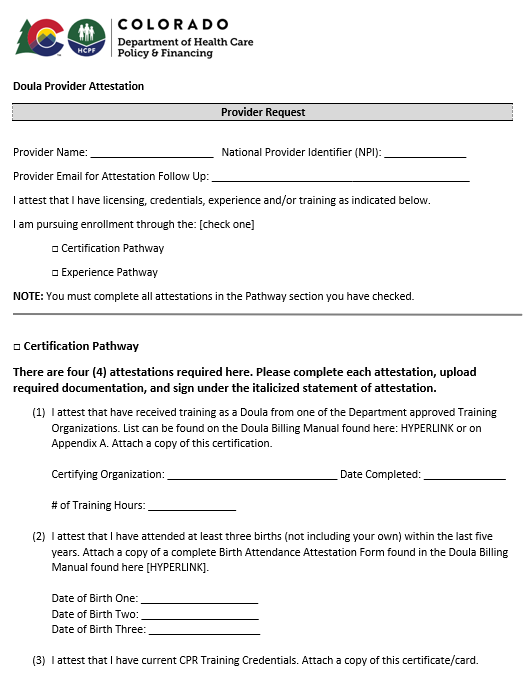 COLORADO
HCPF
Department of Health Care
Policy & Financing
Doula Provider Attestation
Provider Request
Provider Name: ____________________ National Provider Identifier (NPI): ______________
Provider Email for Attestation Follow Up: ___________________________________________
I attest that I have licensing, credentials, experience and/or training as indicated below.
I am pursuing enrollment through the: [check one]
□ Certification Pathway
□ Experience Pathway
NOTE: You must complete all attestations in the Pathway section you have checked.
□ Certification Pathway
There are four (4) attestations required here. Please complete each attestation, upload
required documentation, and sign under the italicized statement of attestation.
(1) I attest that have received training as a Doula from one of the Department approved Training
Organizations. List can be found on the Doula Billing Manual found here: HYPERLINK or on
Appendix A. Attach a copy of this certification.
Certifying Organization: ____________________________ Date Completed: ______________
# of Training Hours: _______________
(2) I attest that I have attended at least three births (not including your own) within the last five
years. Attach a copy of a complete Birth Attendance Attestation Form found in the Doula Billing
Manual found here [HYPERLINK].
Date of Birth One: ____________________
Date of Birth Two: ____________________
Date of Birth Three: ___________________
(3) I attest that I have current CPR Training Credentials. Attach a copy of this certificate/card.